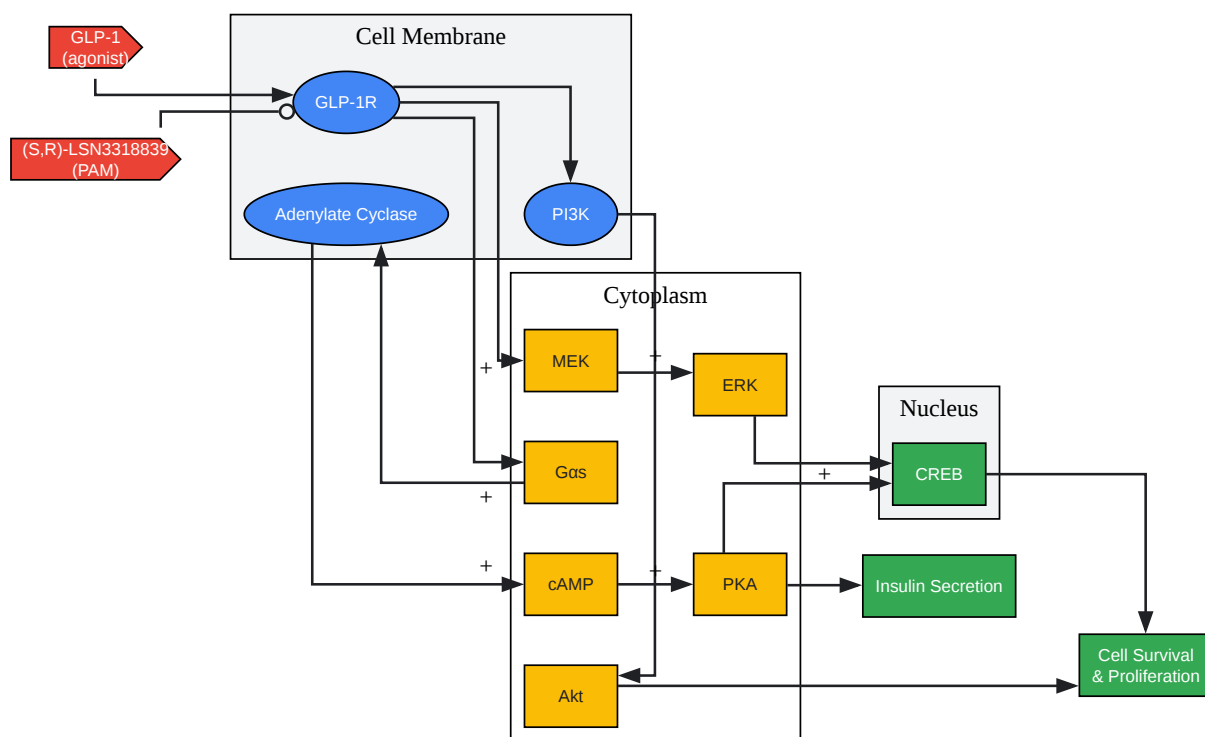 GLP-1
(agonist)
Cell Membrane
GLP-1R
(S,R)-LSN3318839
(PAM)
Adenylate Cyclase
PI3K
Cytoplasm
MEK
+
+
ERK
Nucleus
Gαs
+
+
CREB
cAMP
+
+
PKA
Insulin Secretion
Akt
Cell Survival
& Proliferation